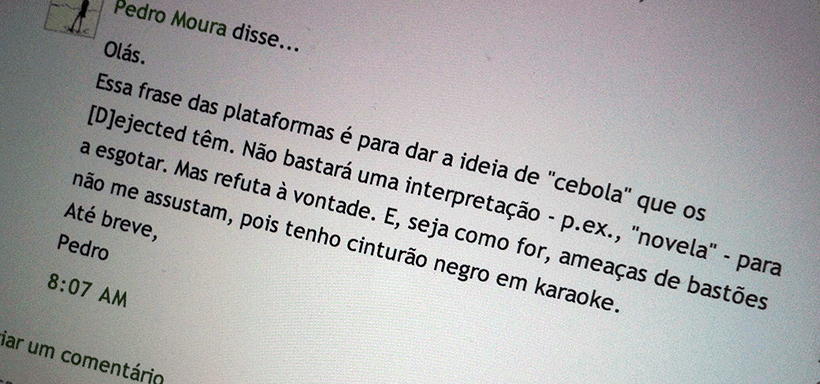 Pedro Moura disse...
Olás.
Essa frase das plataformas é para dar a ideia de "cebola" que os
[D]ejected têm. Não bastará uma interpretação - p.ex., "novela" - para
a esgotar. Mas refuta à vontade. E, seja como for, ameaças de bastões
não me assustam, pois tenho cinturão negro em karaoke.
Até breve,
Pedro
8:07 AM
riar um comentário